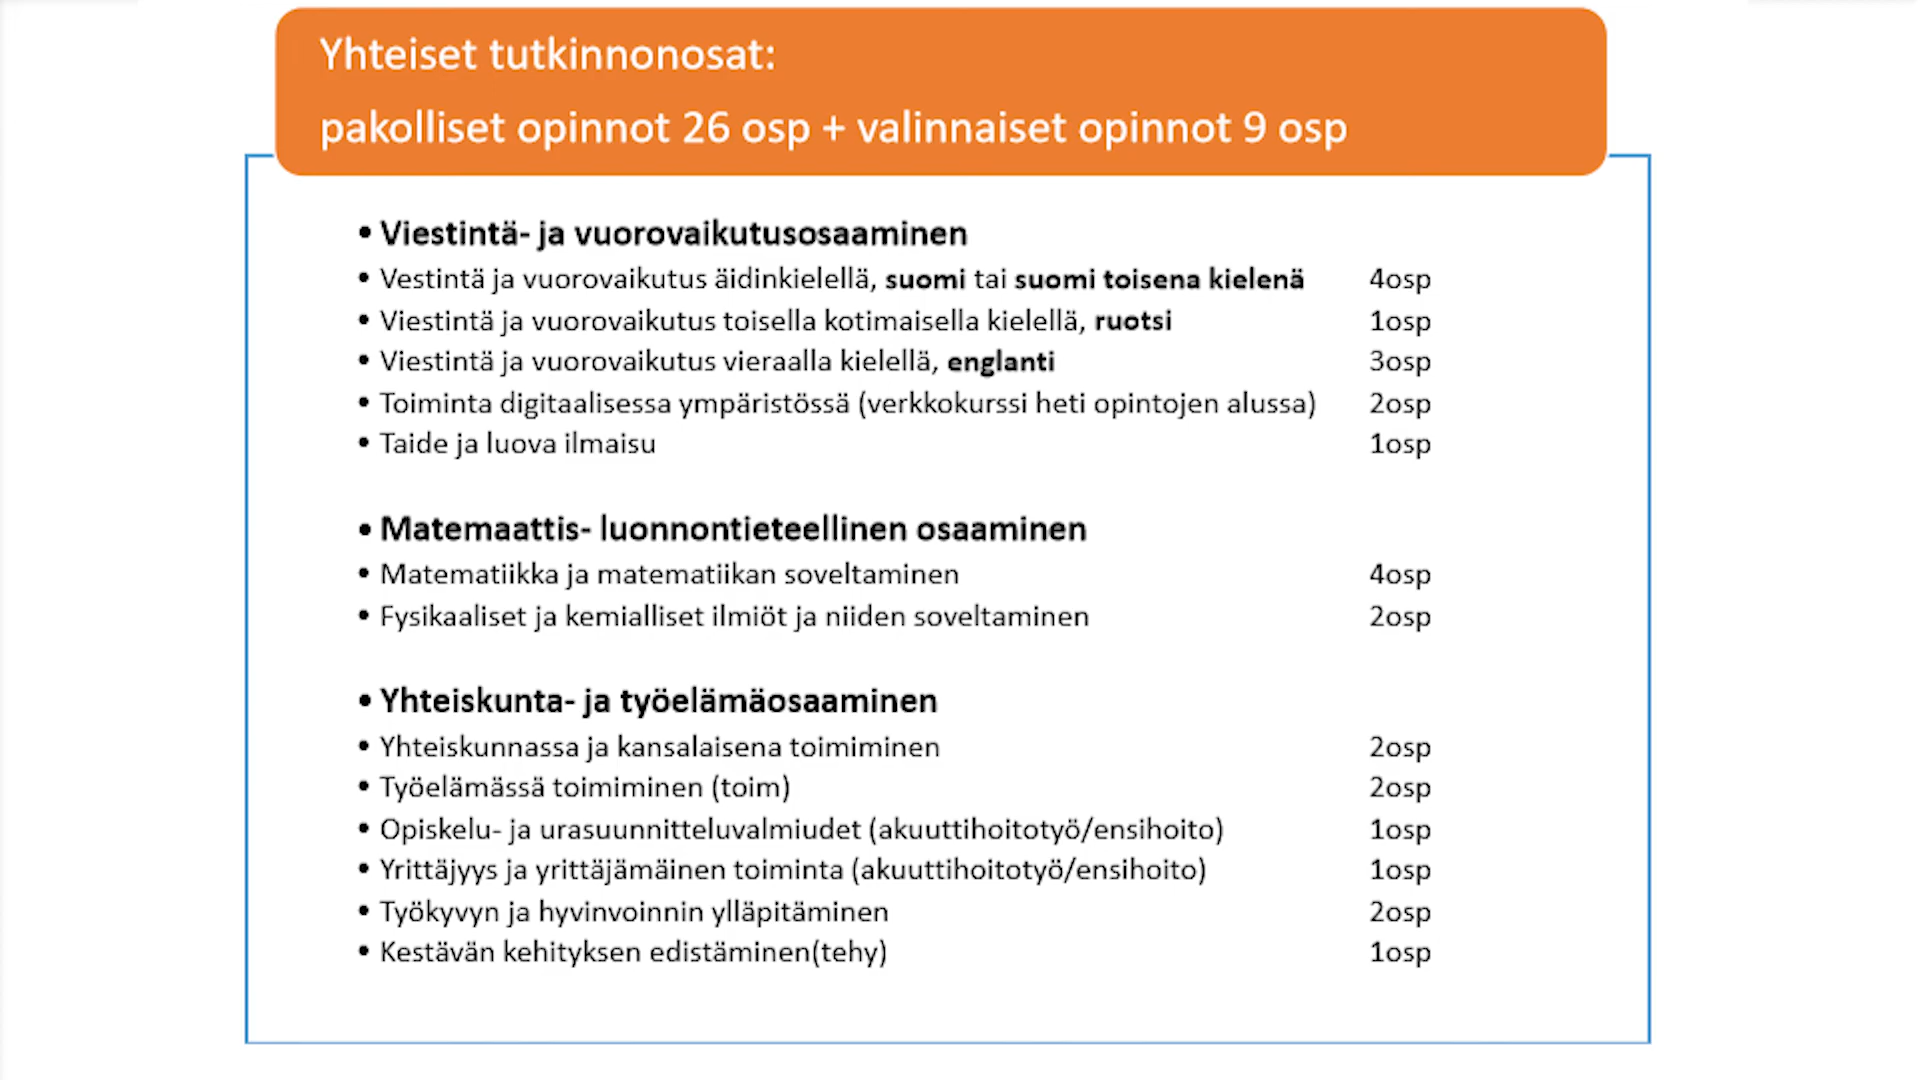 Yhteiset tutkinnonosat:
pakolliset opinnot 26 osp + valinnaiset opinnot 9 osp
• Viestintä- ja vuorovaikutusosaaminen
• Vestintä ja vuorovaikutus äidinkielellä, suomi tai suomi toisena kielenä 4osp
• Viestintä ja vuorovaikutus toisella kotimaisella kielellä, ruotsi 1osp
• Viestintä ja vuorovaikutus vieraalla kielellä, englanti 3osp
• Toiminta digitaalisessa ympäristössä (verkkokurssi heti opintojen alussa) 2osp
• Taide ja luova ilmaisu 1osp
• Matemaattis- luonnontieteellinen osaaminen
• Matematiikka ja matematiikan soveltaminen 4osp
• Fysikaaliset ja kemialliset ilmiöt ja niiden soveltaminen 2osp
• Yhteiskunta- ja työelämäosaaminen
• Yhteiskunnassa ja kansalaisena toimiminen 2osp
• Työelämässä toimiminen (toim) 2osp
• Opiskelu- ja urasuunnitteluvalmiudet (akuuttihoitotyö/ensihoito) 1osp
• Yrittäjyys ja yrittäjämäinen toiminta (akuuttihoitotyö/ensihoito) 1osp
• Työkyvyn ja hyvinvoinnin ylläpitäminen 2osp
• Kestävän kehityksen edistäminen(tehy) 1osp